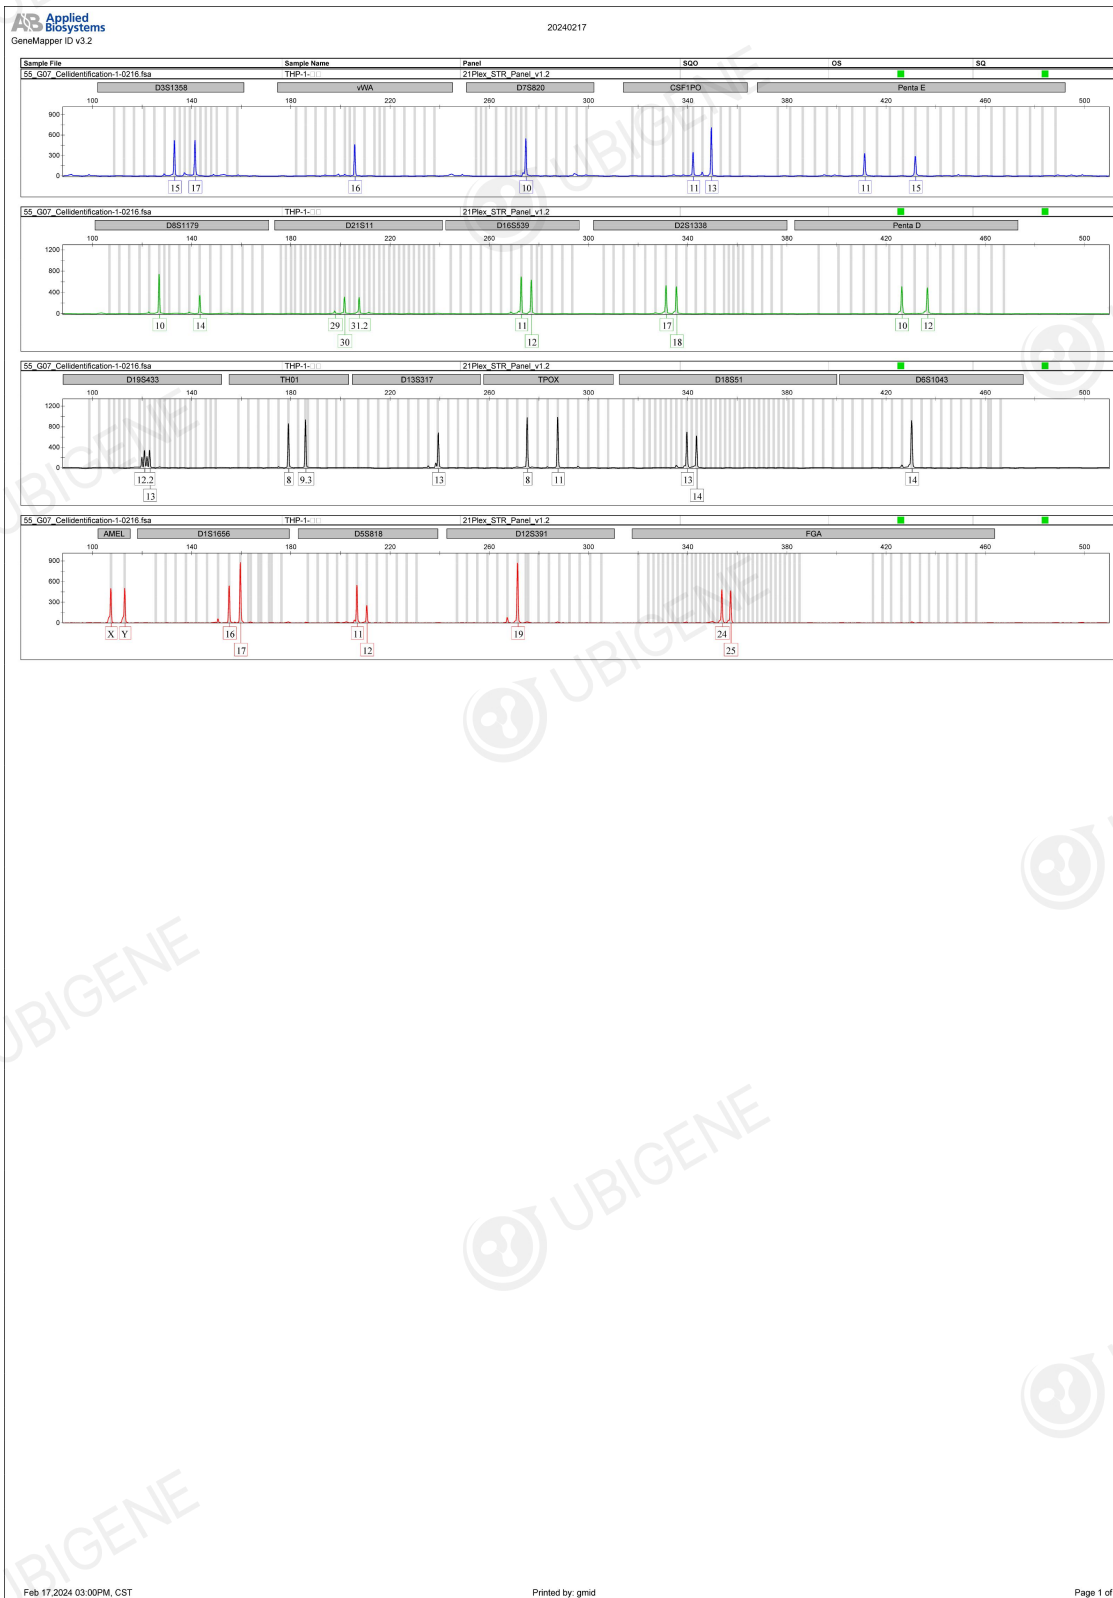 AB Applied Biosystems
20240217
GeneMapper ID v3.2
Sample File Sample Name Panel SQO OS SQ
55_G07_Cellidentification-1-0216.fsa THP-1-□□ 21Plex_STR_Panel_v1.2
D3S1358 vWA D7S820 CSF1PO Penta E
100 140 180 220 260 300 340 380 420 460 500
900
600
300
0
15 17 16 10 11 13 11 15
55_G07_Cellidentification-1-0216.fsa THP-1-□□ 21Plex_STR_Panel_v1.2
D8S1179 D21S11 D16S539 D2S1338 Penta D
100 140 180 220 260 300 340 380 420 460 500
1200
800
400
0
10 14 29 31.2 11 17 10 12
30 12 18
55_G07_Cellidentification-1-0216.fsa THP-1-□□ 21Plex_STR_Panel_v1.2
D19S433 TH01 D13S317 TPOX D18S51 D6S1043
100 140 180 220 260 300 340 380 420 460 500
1200
800
400
0
12.2 8 9.3 13 8 11 13 14
13 14
55_G07_Cellidentification-1-0216.fsa THP-1-□□ 21Plex_STR_Panel_v1.2
AMEL D1S1656 D5S818 D12S391 FGA
100 140 180 220 260 300 340 380 420 460 500
900
600
300
0
X Y 16 11 19 24
17 12 25
UBIGENE
UBIGENE
UBIGENE
UBIGENE
UBIGENE
UBIGENE
UBIGENE
Feb 17,2024 03:00PM, CST Printed by: gmid Page 1 of